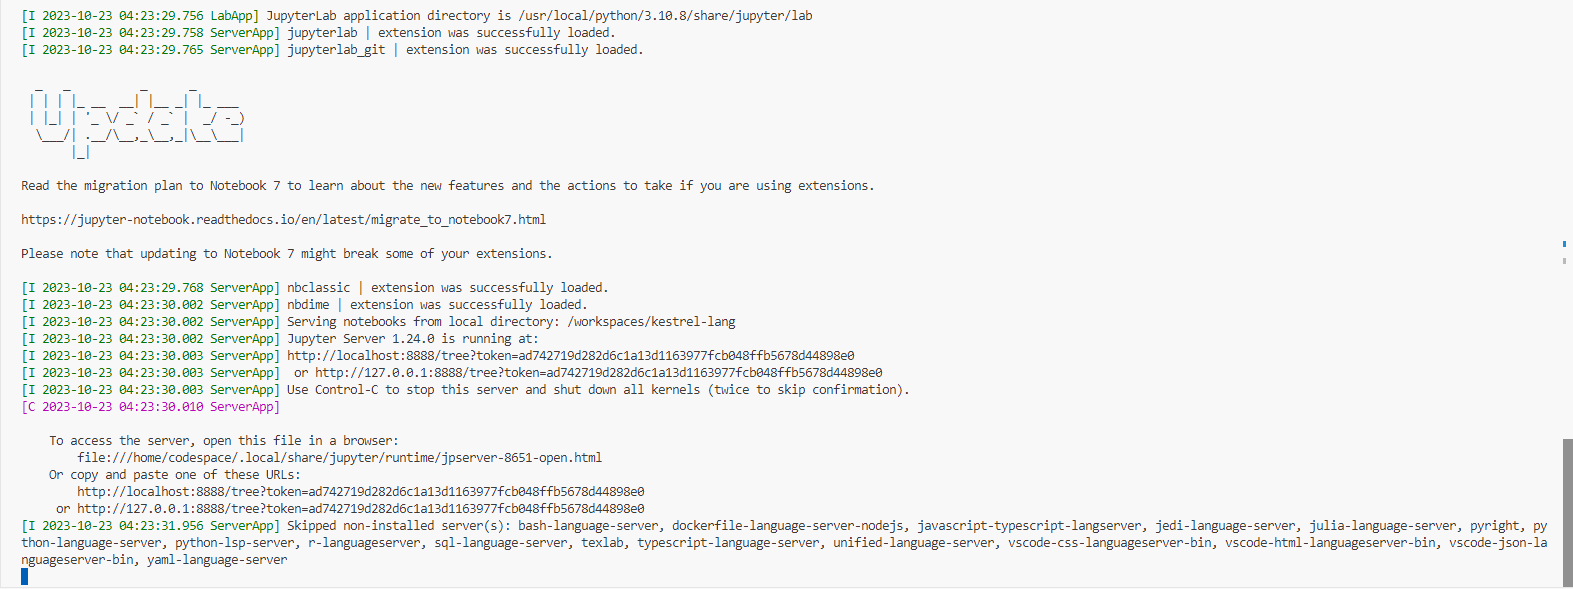 [I 2023-10-23 04:23:29.756 LabApp] JupyterLab application directory is /usr/local/python/3.10.8/share/jupyter/lab
[I 2023-10-23 04:23:29.758 ServerApp] jupyterlab | extension was successfully loaded.
[I 2023-10-23 04:23:29.765 ServerApp] jupyterlab_git | extension was successfully loaded.
Update
Read the migration plan to Notebook 7 to learn about the new features and the actions to take if you are using extensions.
https://jupyter-notebook.readthedocs.io/en/latest/migrate_to_notebook7.html
Please note that updating to Notebook 7 might break some of your extensions.
[I 2023-10-23 04:23:29.768 ServerApp] nbclassic | extension was successfully loaded.
[I 2023-10-23 04:23:30.002 ServerApp] nbdime | extension was successfully loaded.
[I 2023-10-23 04:23:30.002 ServerApp] Serving notebooks from local directory: /workspaces/kestrel-lang
[I 2023-10-23 04:23:30.002 ServerApp] Jupyter Server 1.24.0 is running at:
[I 2023-10-23 04:23:30.003 ServerApp] http://localhost:8888/tree?token=ad742719d282d6c1a13d1163977fcb048ffb5678d44898e0
[I 2023-10-23 04:23:30.003 ServerApp]  or http://127.0.0.1:8888/tree?token=ad742719d282d6c1a13d1163977fcb048ffb5678d44898e0
[I 2023-10-23 04:23:30.003 ServerApp] Use Control-C to stop this server and shut down all kernels (twice to skip confirmation).
[C 2023-10-23 04:23:30.010 ServerApp]
To access the server, open this file in a browser:
file:///home/codespace/.local/share/jupyter/runtime/jpserver-8651-open.html
Or copy and paste one of these URLs:
http://localhost:8888/tree?token=ad742719d282d6c1a13d1163977fcb048ffb5678d44898e0
or http://127.0.0.1:8888/tree?token=ad742719d282d6c1a13d1163977fcb048ffb5678d44898e0
[I 2023-10-23 04:23:31.956 ServerApp] Skipped non-installed server(s): bash-language-server, dockerfile-language-server-nodejs, javascript-typescript-langserver, jedi-language-server, julia-language-server, pyright, py
thon-language-server, python-lsp-server, r-languageserver, sql-language-server, texlab, typescript-language-server, unified-language-server, vscode-css-languageserver-bin, vscode-html-languageserver-bin, vscode-json-la
nguageserver-bin, yaml-language-server